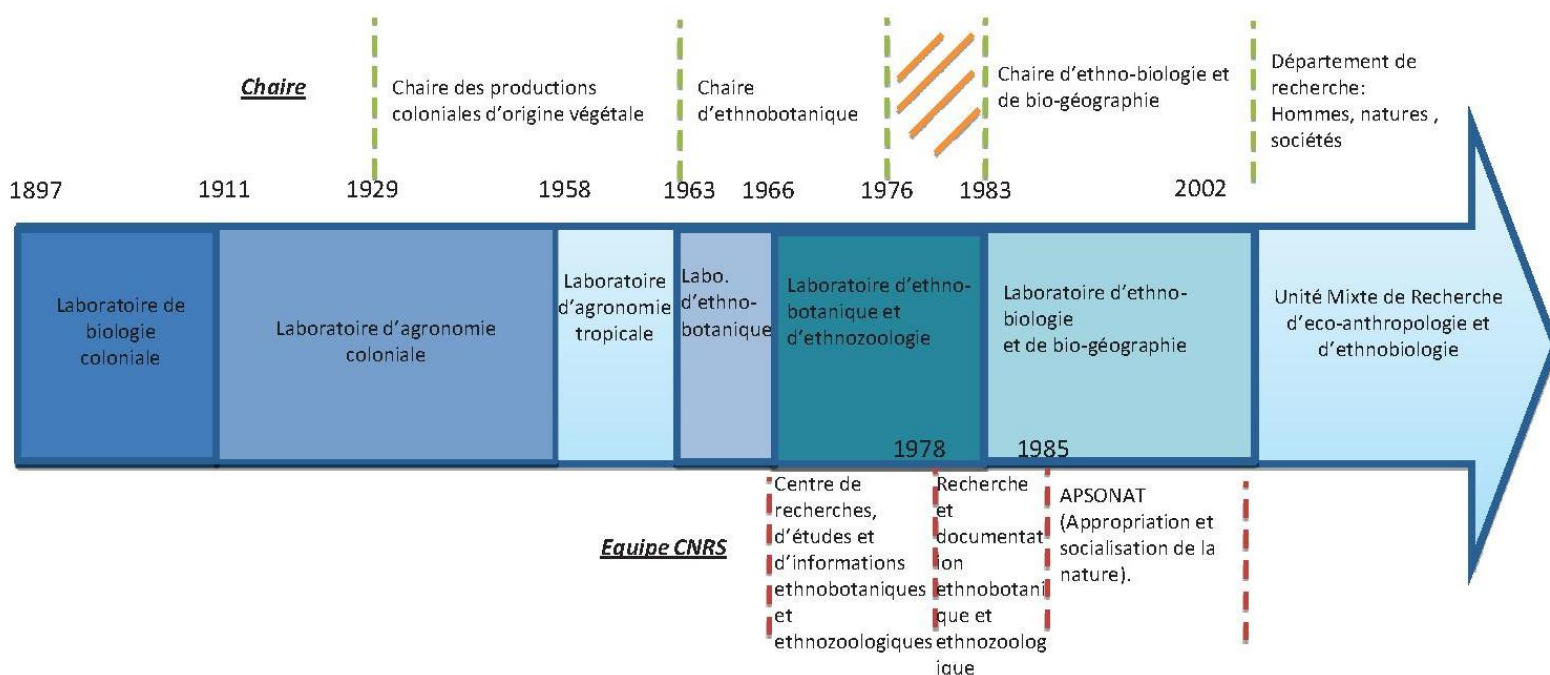 Chaire
Chaire des productions
coloniales d'origine végétale
Chaire
d'ethnobotanique
Chaire d'ethno-biologie et
de bio-géographie
Département de
recherche:
Hommes, natures ,
sociétés
1897
1911
1929
1958
1963
1966
1976
1983
2002
Laboratoire de
biologie
coloniale
Laboratoire d'agronomie
coloniale
Laboratoire
d'agronomie
tropicale
Labo.
d'ethno-
botanique
Laboratoire d'ethno-
botanique et
d'ethnozoologie
Laboratoire d'ethno-
biologie
et de bio-géographie
Unité Mixte de Recherche
d'eco-anthropologie et
d'ethnobiologie
1978
1985
Equipe CNRS
Centre de
recherches,
d'études et
d'informations
ethnobotaniques
et
ethnozoologiques
Recherche
et
documentat
ion
ethnobotani
que et
ethnozoolog
ique
APSONAT
(Appropriation et
socialisation de la
nature).